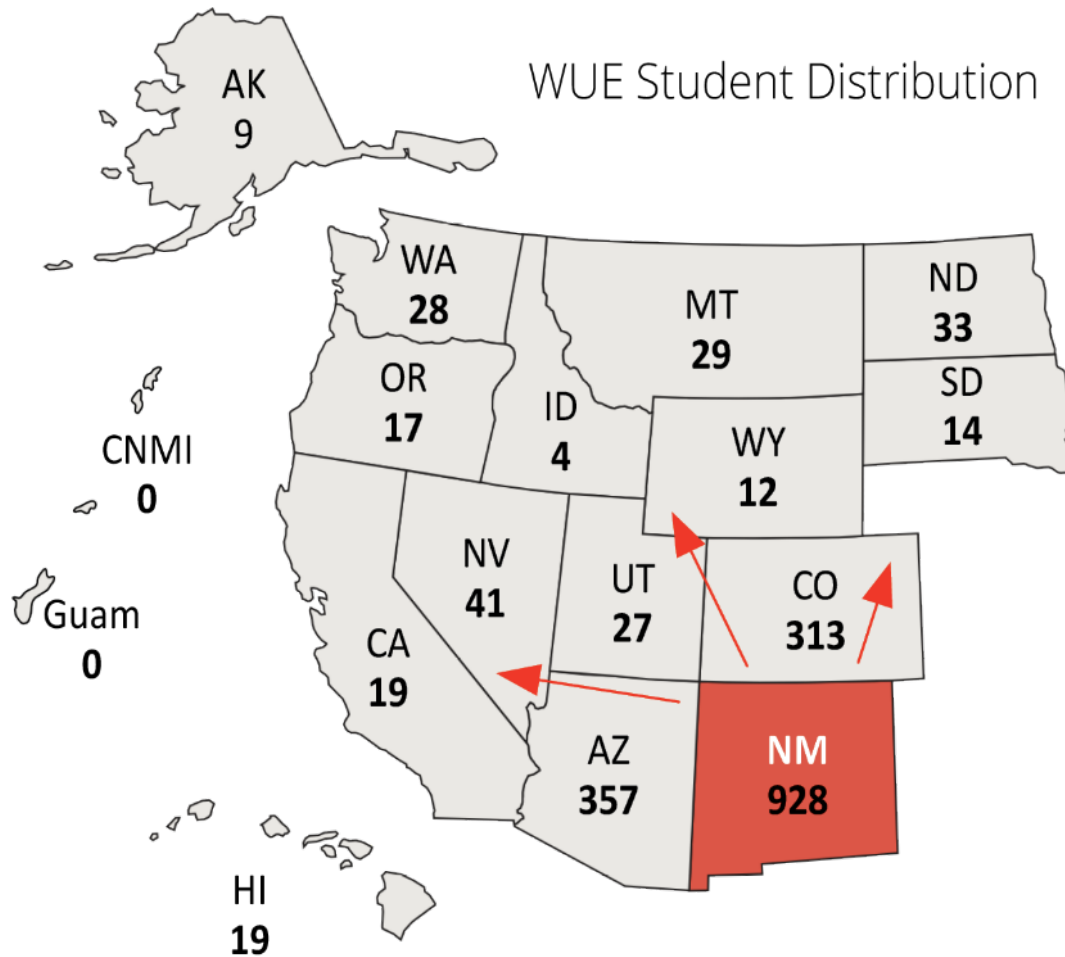 WUE Student Distribution
AK
9
WA
28
MT
29
ND
33
OR
17
ID
4
WY
12
SD
14
CNMI
0
NV
41
UT
27
CO
313
Guam
0
CA
19
AZ
357
NM
928
HI
19